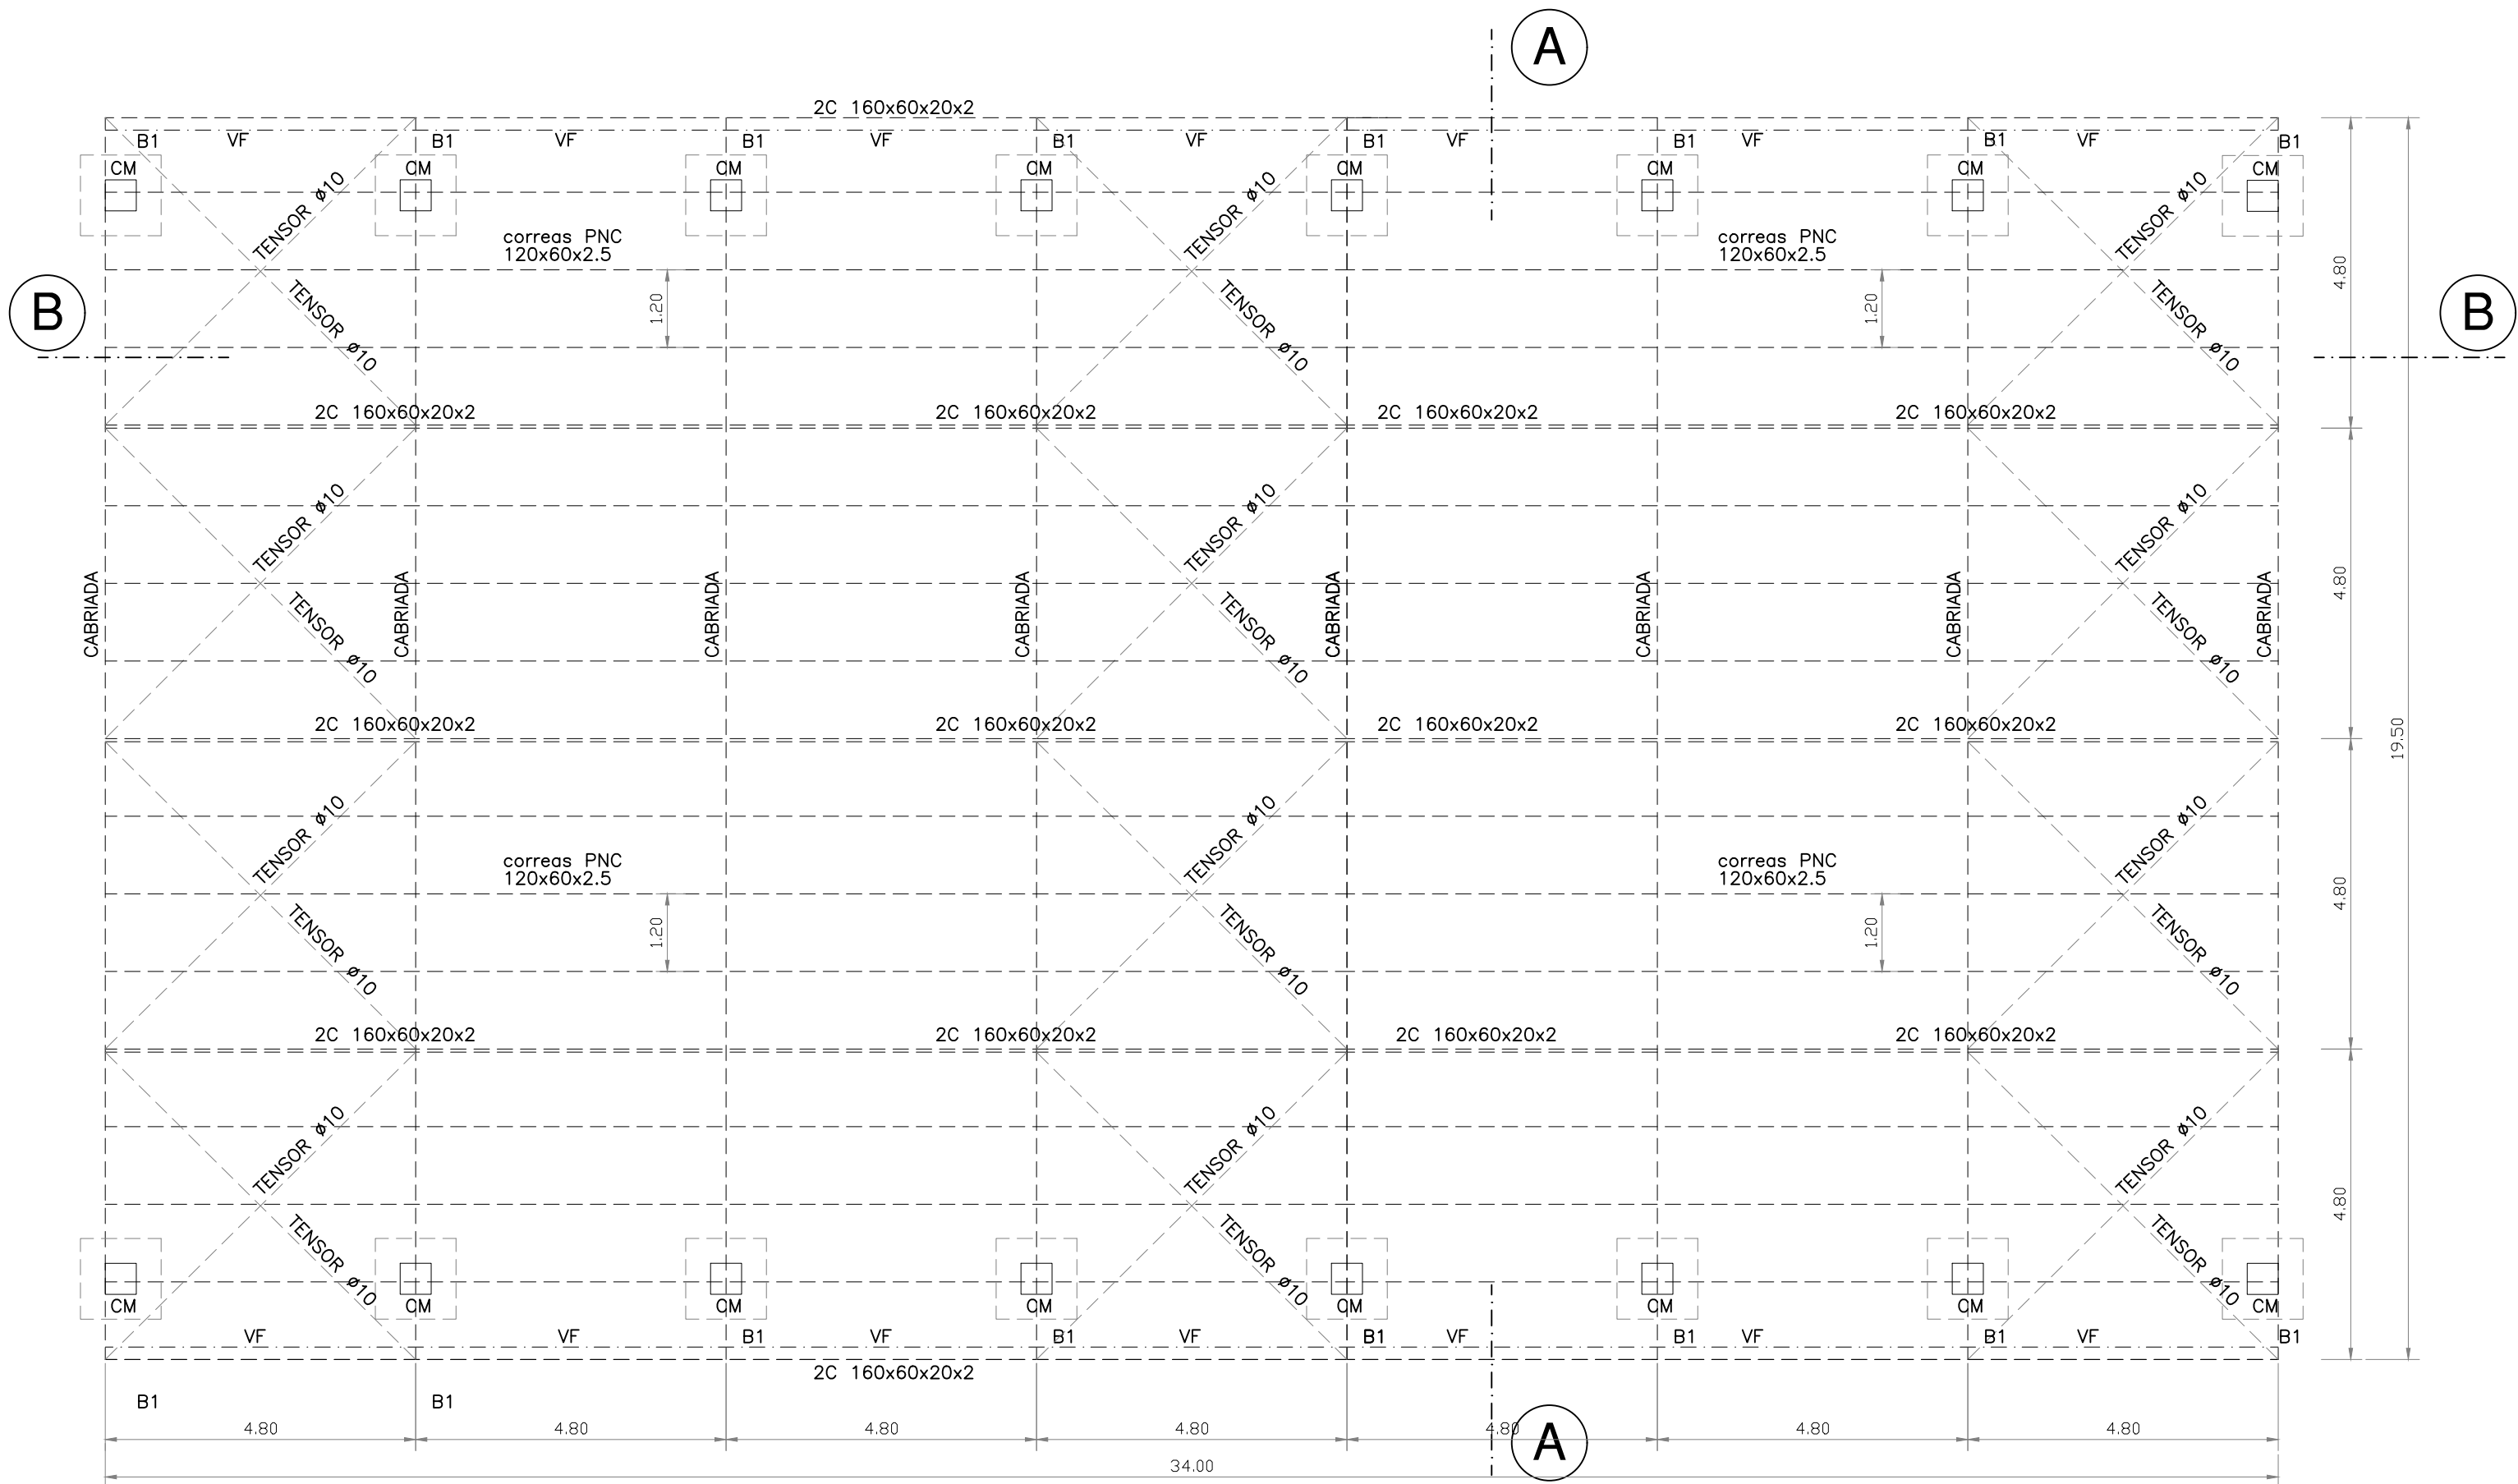 A
2C 160x60x20x2
B1 VF B1 VF B1 VF B1 VF B1 VF B1 VF B1 VF B1
CM CM CM CM CM CM CM CM
TENSOR ø10 TENSOR ø10 TENSOR ø10
correas PNC correas PNC
120x60x2.5 120x60x2.5
4.80
B B
1.20 1.20
TENSOR ø10 TENSOR ø10 TENSOR ø10
2C 160x60x20x2 2C 160x60x20x2 2C 160x60x20x2 2C 160x60x20x2
TENSOR ø10 TENSOR ø10 TENSOR ø10
4.80
CABRIADA CABRIADA CABRIADA CABRIADA CABRIADA CABRIADA CABRIADA CABRIADA
TENSOR ø10 TENSOR ø10 TENSOR ø10
2C 160x60x20x2 2C 160x60x20x2 2C 160x60x20x2 2C 160x60x20x2
19.50
TENSOR ø10 TENSOR ø10 TENSOR ø10
correas PNC correas PNC
120x60x2.5 120x60x2.5
4.80
1.20 1.20
TENSOR ø10 TENSOR ø10 TENSOR ø10
2C 160x60x20x2 2C 160x60x20x2 2C 160x60x20x2 2C 160x60x20x2
TENSOR ø10 TENSOR ø10 TENSOR ø10
4.80
TENSOR ø10 TENSOR ø10 TENSOR ø10
CM CM CM CM CM CM CM CM
VF VF B1 VF B1 VF B1 VF B1 VF B1 VF B1
2C 160x60x20x2
B1 B1
4.80 4.80 4.80 4.80 4.80 4.80 4.80
A
34.00